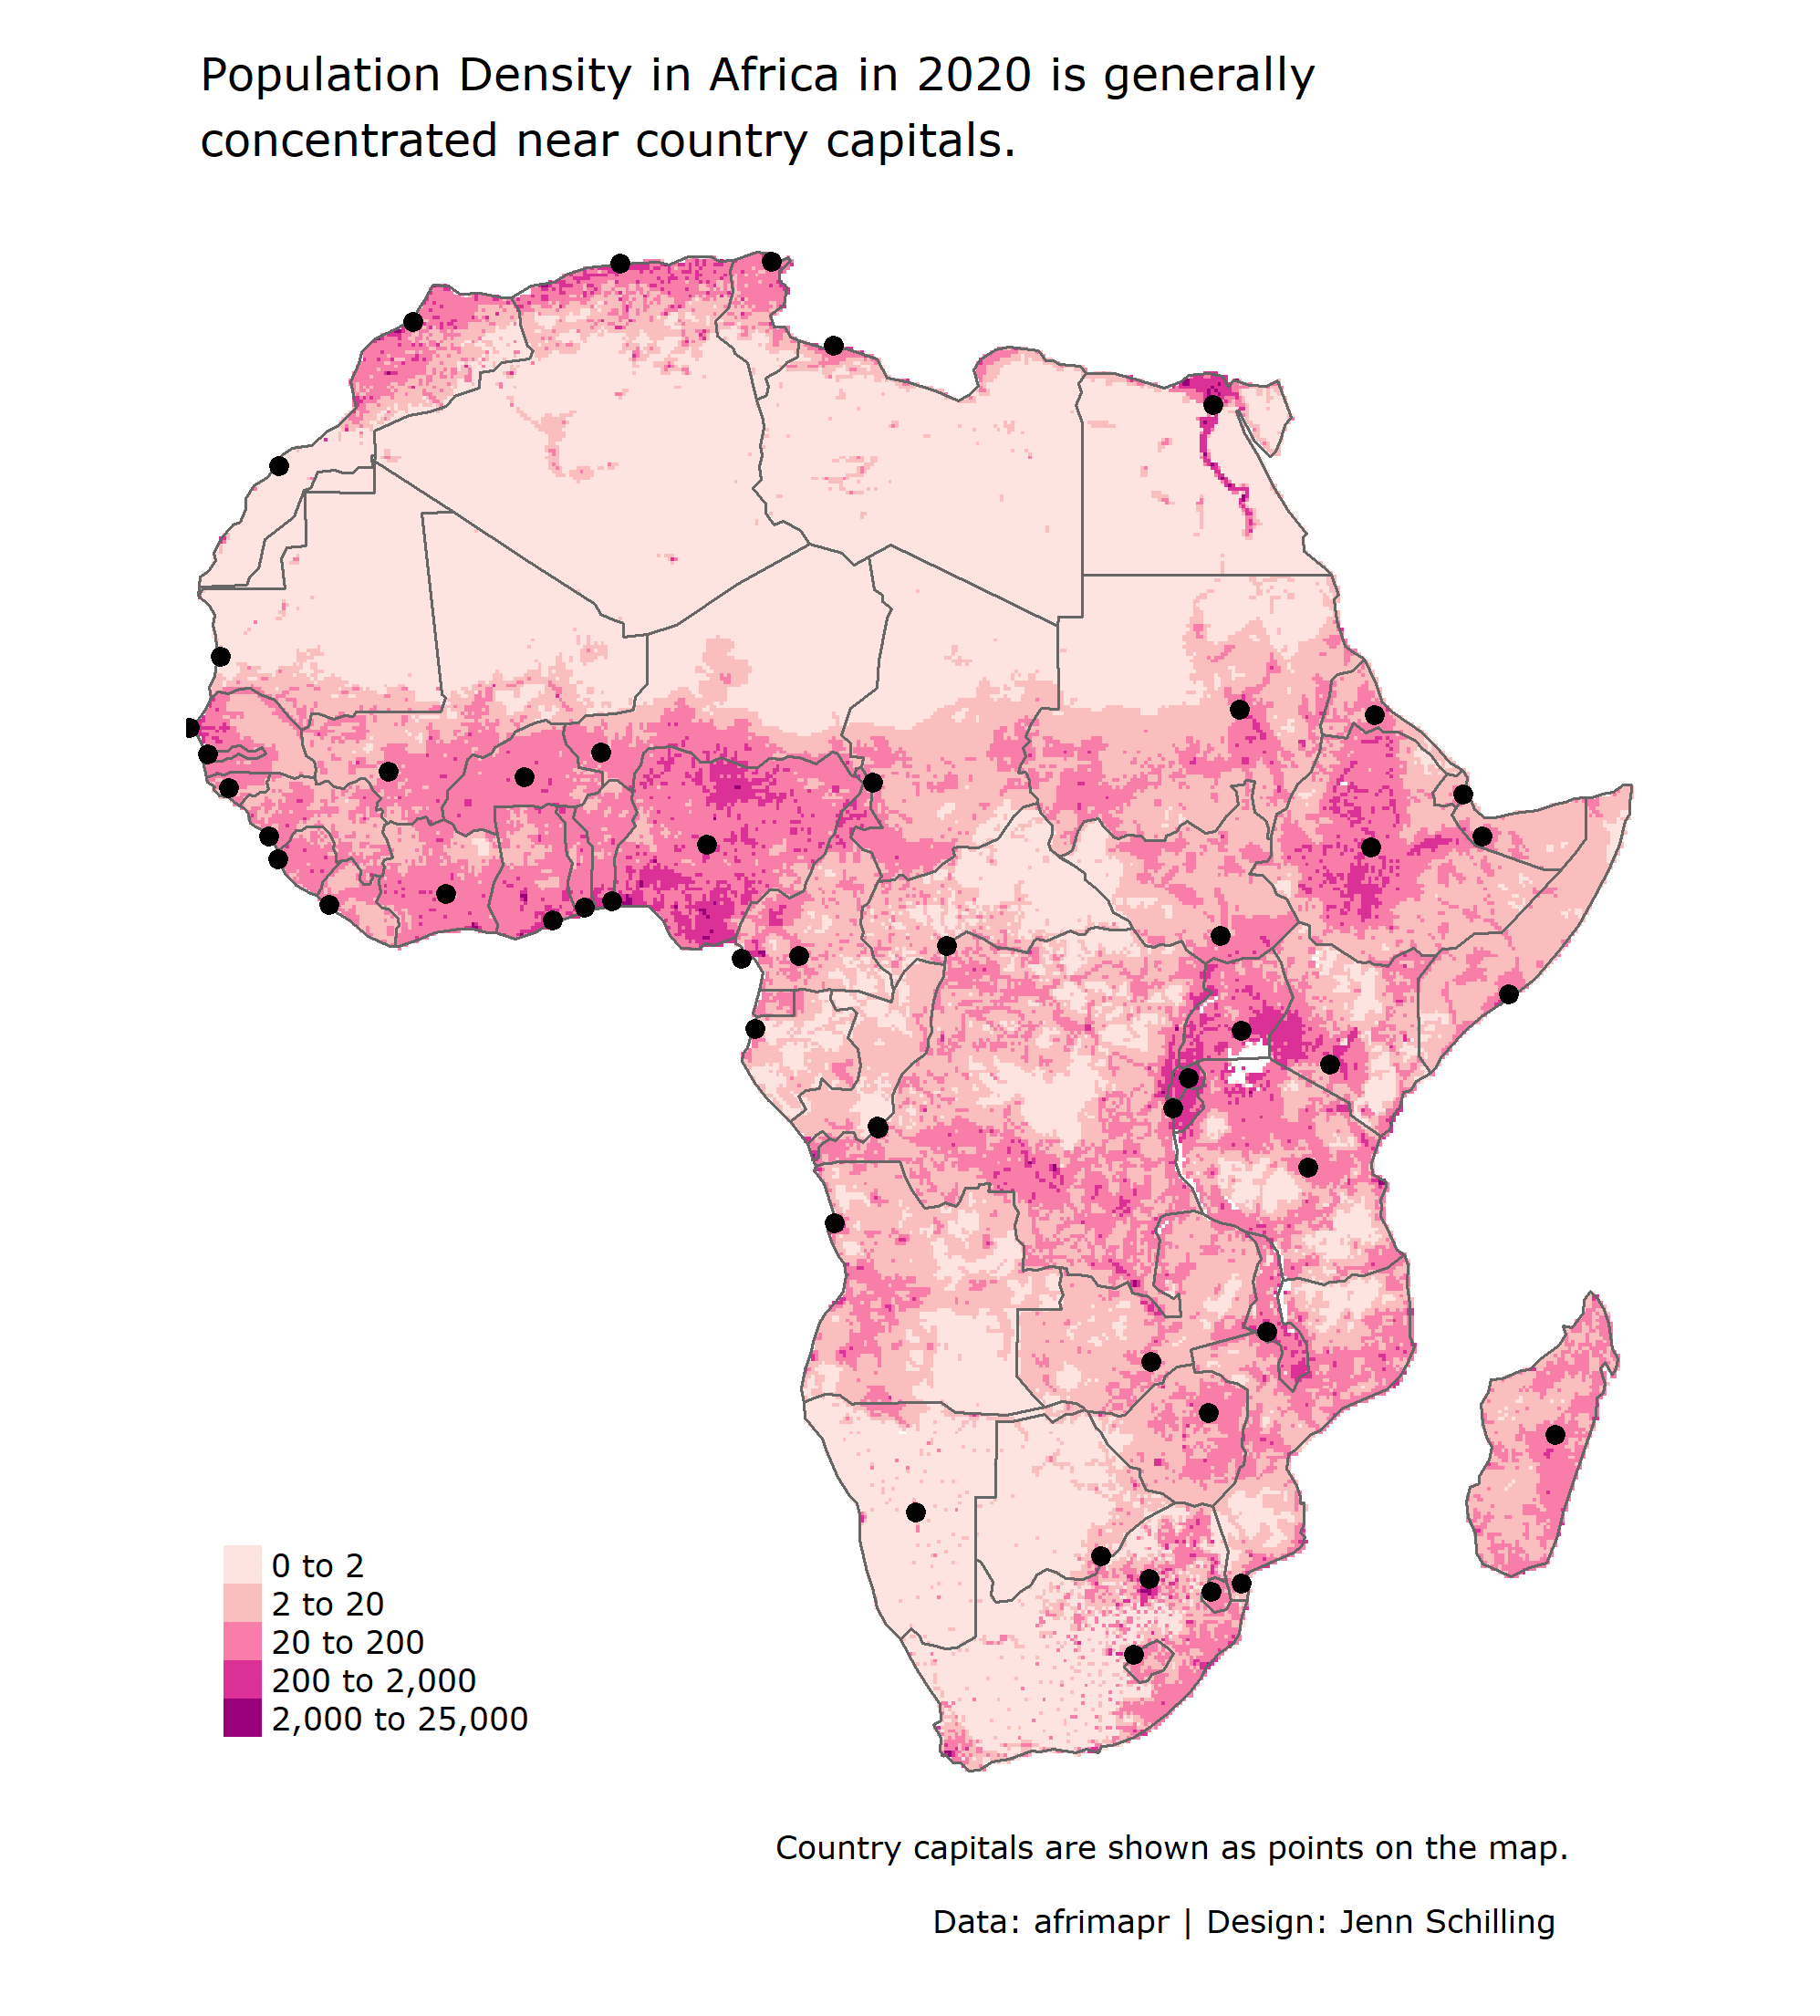 Population Density in Africa in 2020 is generally
concentrated near country capitals.
0 to 2
2 to 20
20 to 200
200 to 2,000
2,000 to 25,000
Country capitals are shown as points on the map.
Data: afrimapr | Design: Jenn Schilling